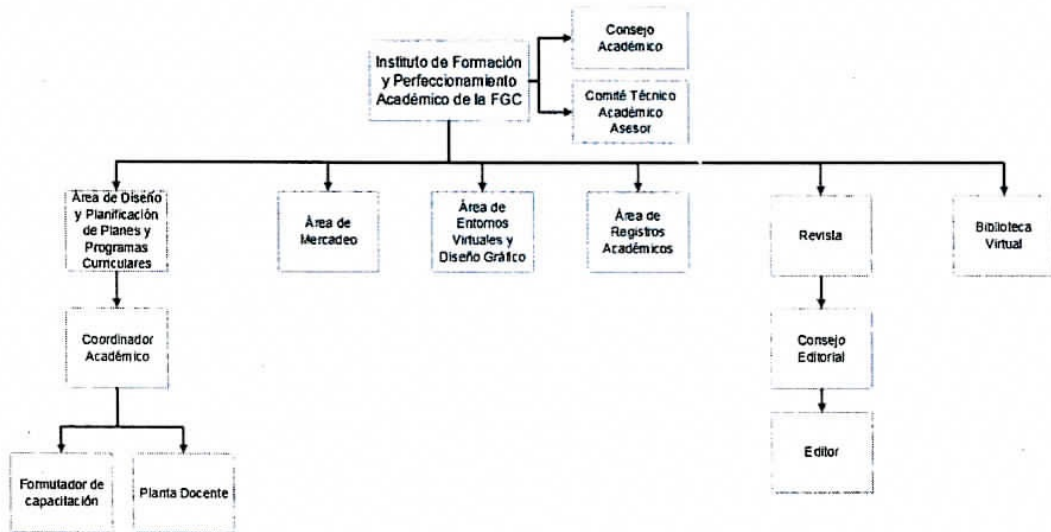 Consejo
Académico
Instituto de Formación
y Perfeccionamiento
Académico de la FGC
Comité Técnico
Académico
Asesor
Área de Diseño
y Planificación
de Planes y
Programas
Curriculares
Área de
Mercadeo
Área de
Entornos
Virtuales y
Diseño Gráfico
Área de
Registros
Académicos
Revista
Biblioteca
Virtual
Coordinador
Académico
Consejo
Editorial
Formutador de
capacitación
Planta Docente
Editor